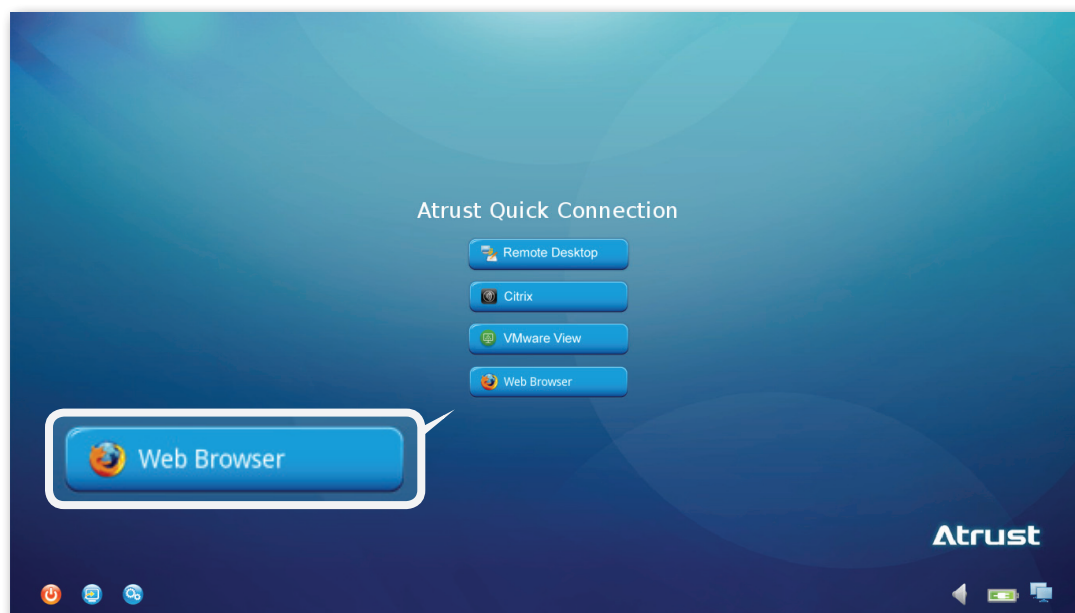 Atrust Quick Connection
Remote Desktop
Citrix
VMware View
Web Browser
Web Browser
Atrust